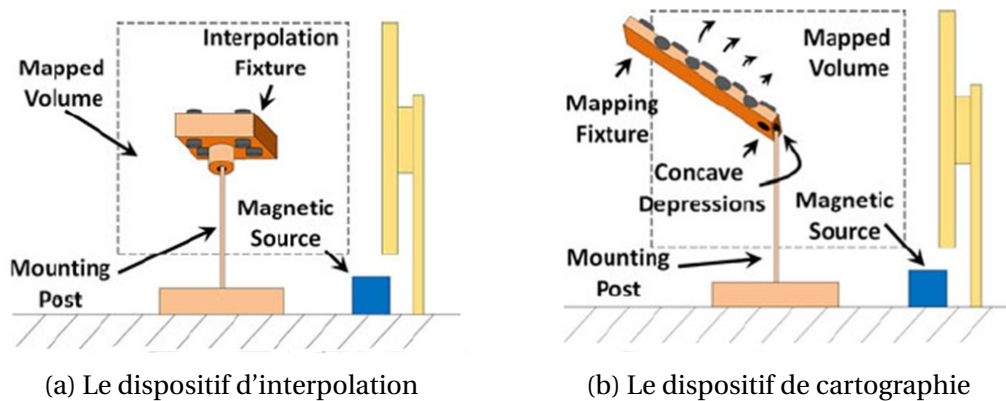 Interpolation
Fixture
Mapped
Volume
Magnetic
Source
Mounting
Post
(a) Le dispositif d'interpolation
Mapped
Volume
Mapping
Fixture
Concave
Depressions
Magnetic
Source
Mounting
Post
(b) Le dispositif de cartographie